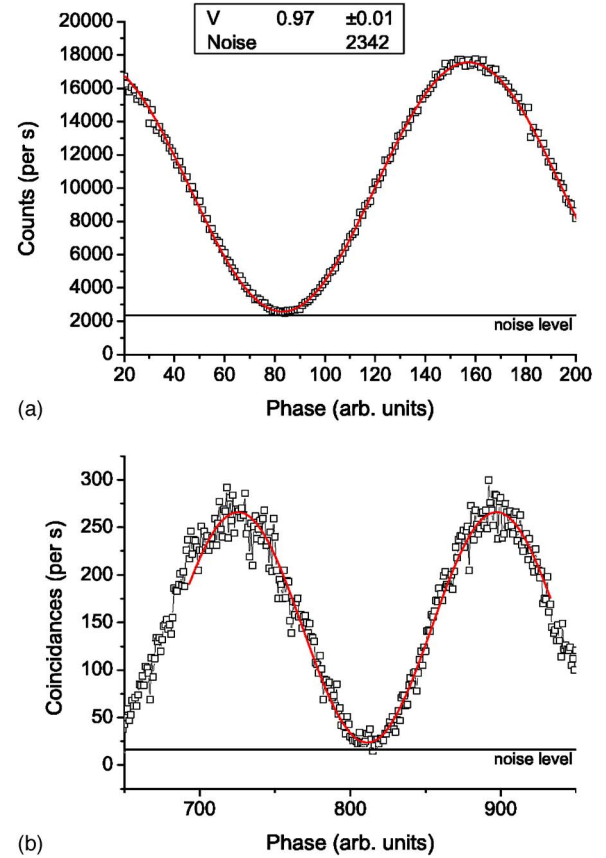 V 0.97 ±0.01
Noise 2342
20000
18000
16000
14000
12000
10000
8000
6000
4000
2000
0
Counts (per s)
noise level
20 40 60 80 100 120 140 160 180 200
(a) Phase (arb. units)
300
250
200
150
100
50
0
Coincidances (per s)
noise level
700 800 900
(b) Phase (arb. units)